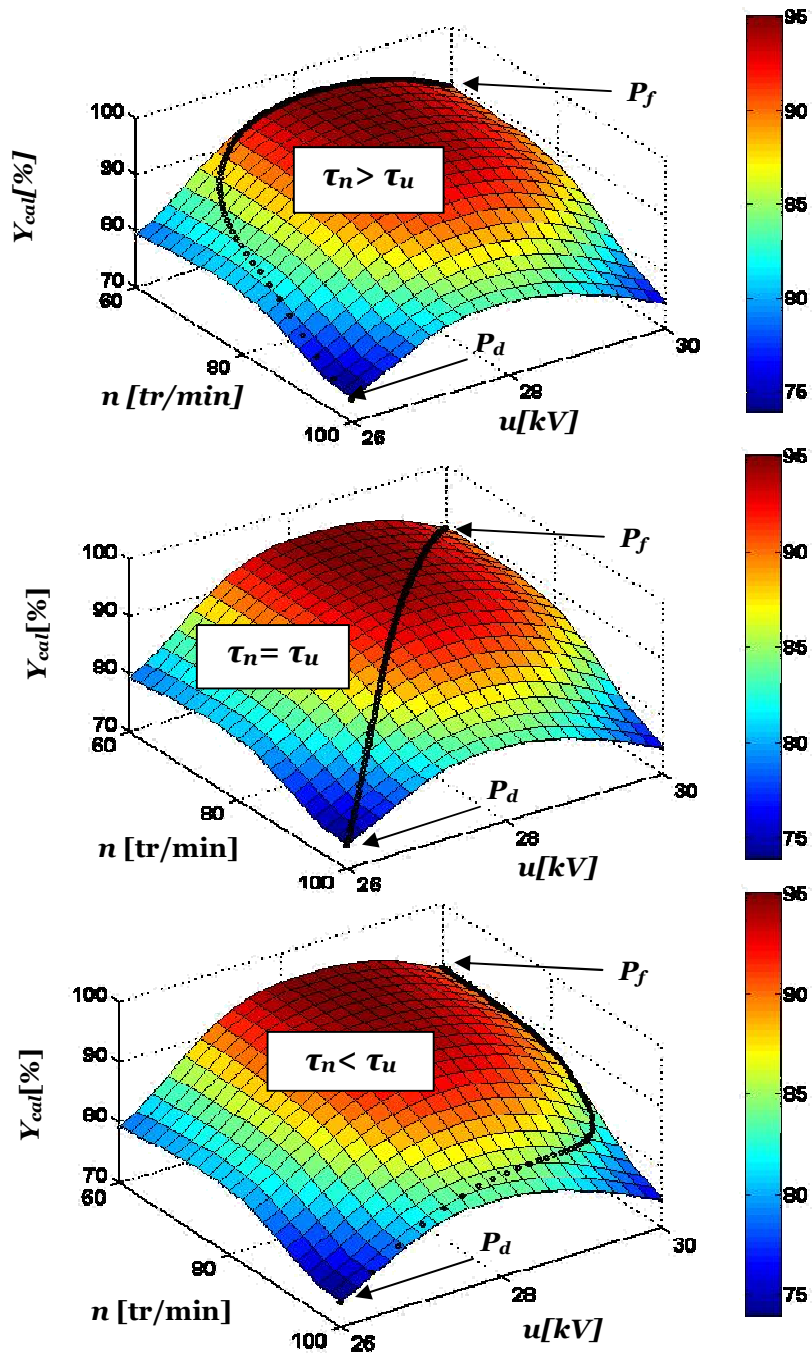 95
P_f
100
90
τ_n > τ_u
90
Y_cal[%]
85
80
70
60
80
30
P_d
80
n [tr/min]
28
u[kV]
75
100
26
95
P_f
100
90
90
Y_cal[%]
τ_n = τ_u
85
80
70
60
30
80
P_d
80
n [tr/min]
28
u[kV]
75
100
26
95
P_f
100
90
τ_n < τ_u
90
Y_cal[%]
85
80
70
60
30
80
P_d
80
n [tr/min]
28
u[kV]
75
100
26